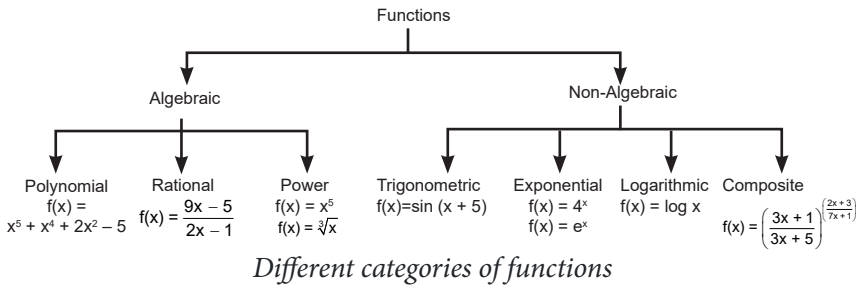 Functions
Algebraic
Non-Algebraic
Polynomial
f(x) =
x⁵ + x⁴ + 2x² – 5
Rational
f(x) = (9x – 5)/(2x – 1)
Power
f(x) = x⁵
f(x) = ∛x
Trigonometric
f(x)=sin (x + 5)
Exponential
f(x) = 4ˣ
f(x) = eˣ
Logarithmic
f(x) = log x
Composite
f(x) = ((3x + 1)/(3x + 5))^((2x + 3)/(7x + 1))
Different categories of functions